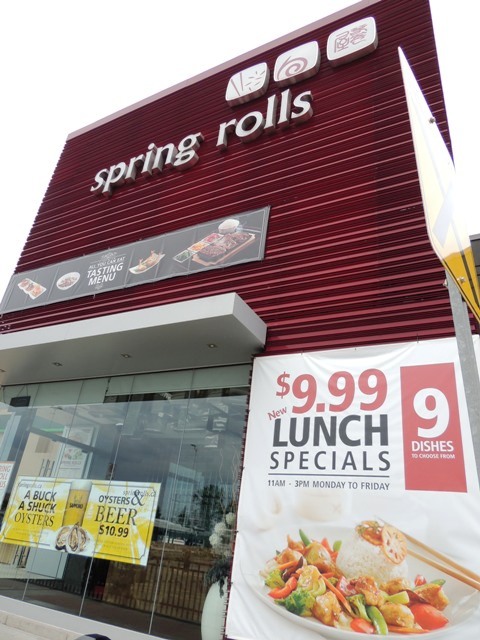 spring rolls
ALL YOU CAN EAT
TASTING
MENU
$9.99
New
LUNCH
SPECIALS
11AM - 3PM MONDAY TO FRIDAY
9
DISHES
TO CHOOSE FROM
A BUCK
A SHUCK
OYSTERS
OYSTERS &
BEER
$10.99